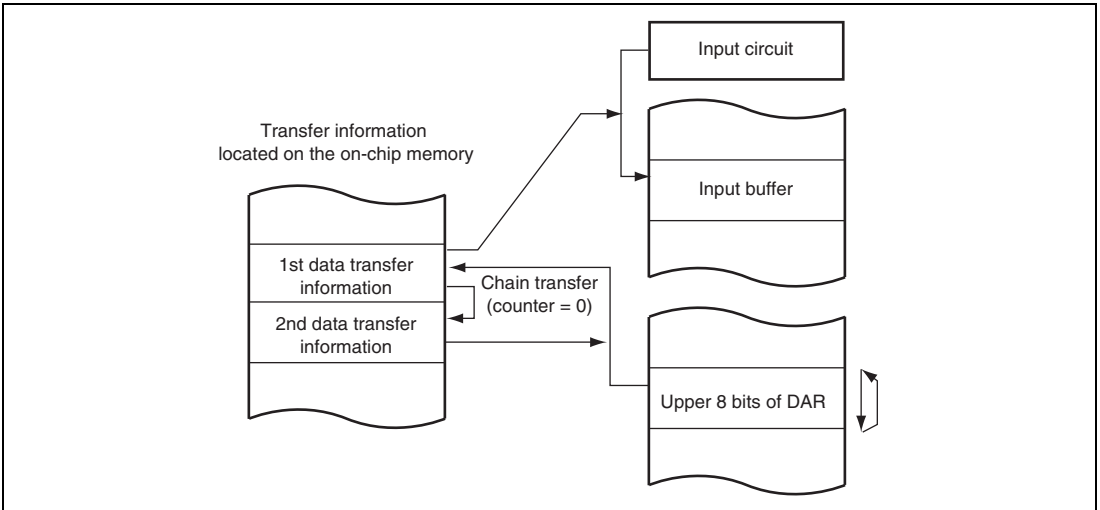 Input circuit
Transfer information
located on the on-chip memory
Input buffer
1st data transfer
information
Chain transfer
(counter = 0)
2nd data transfer
information
Upper 8 bits of DAR